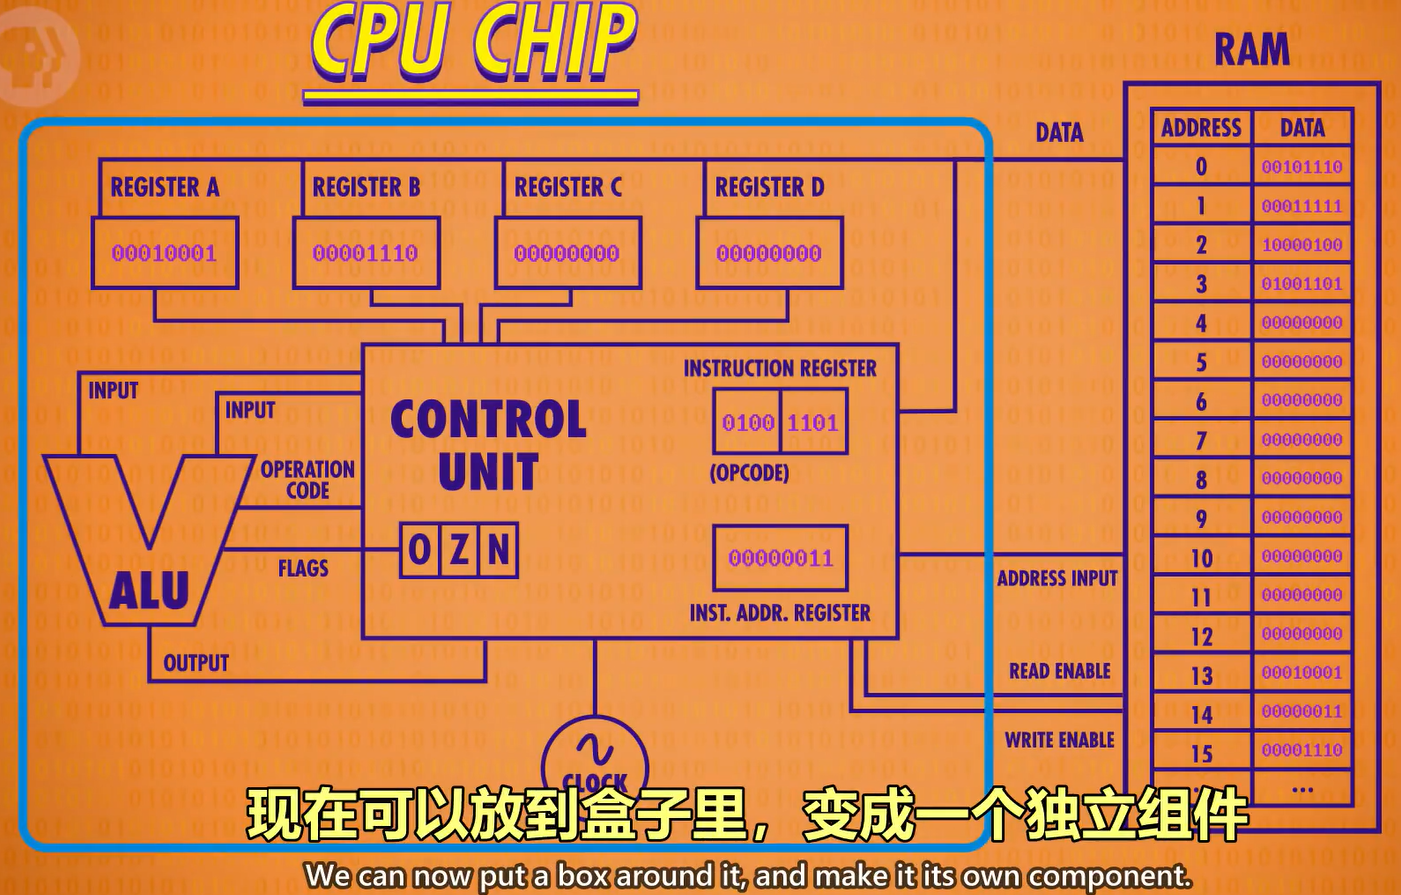 CPU CHIP
RAM
DATA
ADDRESS DATA
0 00101110
1 00011111
2 10000100
3 01001101
4 00000000
5 00000000
6 00000000
7 00000000
8 00000000
9 00000000
10 00000000
11 00000000
12 00000000
13 00010001
14 00000011
15 00001110
... ...
REGISTER A
00010001
REGISTER B
00001110
REGISTER C
00000000
REGISTER D
00000000
INPUT
INPUT
OPERATION
CODE
FLAGS
ALU
OUTPUT
CONTROL
UNIT
O Z N
INSTRUCTION REGISTER
0100 1101
(OPCODE)
00000011
INST. ADDR. REGISTER
ADDRESS INPUT
READ ENABLE
WRITE ENABLE
CLOCK
现在可以放到盒子里，变成一个独立组件
We can now put a box around it, and make it its own component.